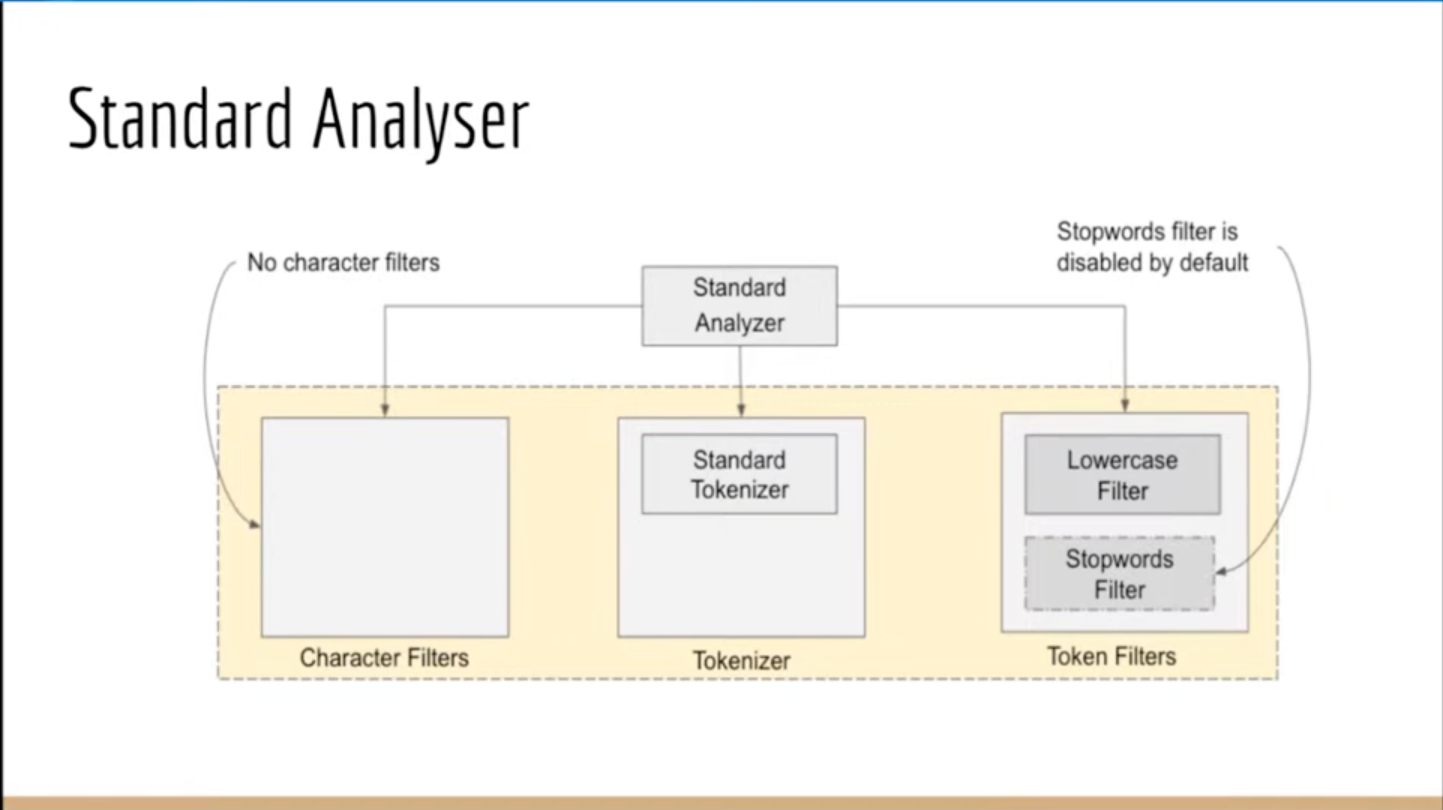 Standard Analyser
No character filters
Stopwords filter is
disabled by default
Standard
Analyzer
Standard
Tokenizer
Lowercase
Filter
Stopwords
Filter
Character Filters
Tokenizer
Token Filters